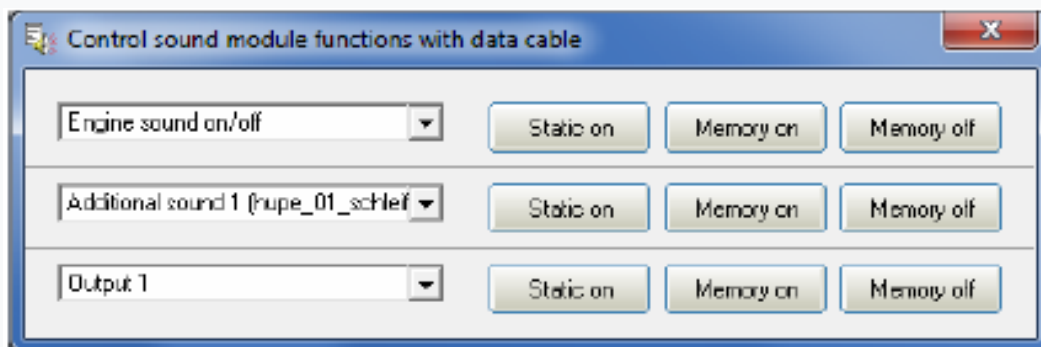 Control sound module functions with data cable
Engine sound on/off Static on Memory on Memory off
Additional sound 1 (hupe_01_schleif Static on Memory on Memory off
Output 1 Static on Memory on Memory off